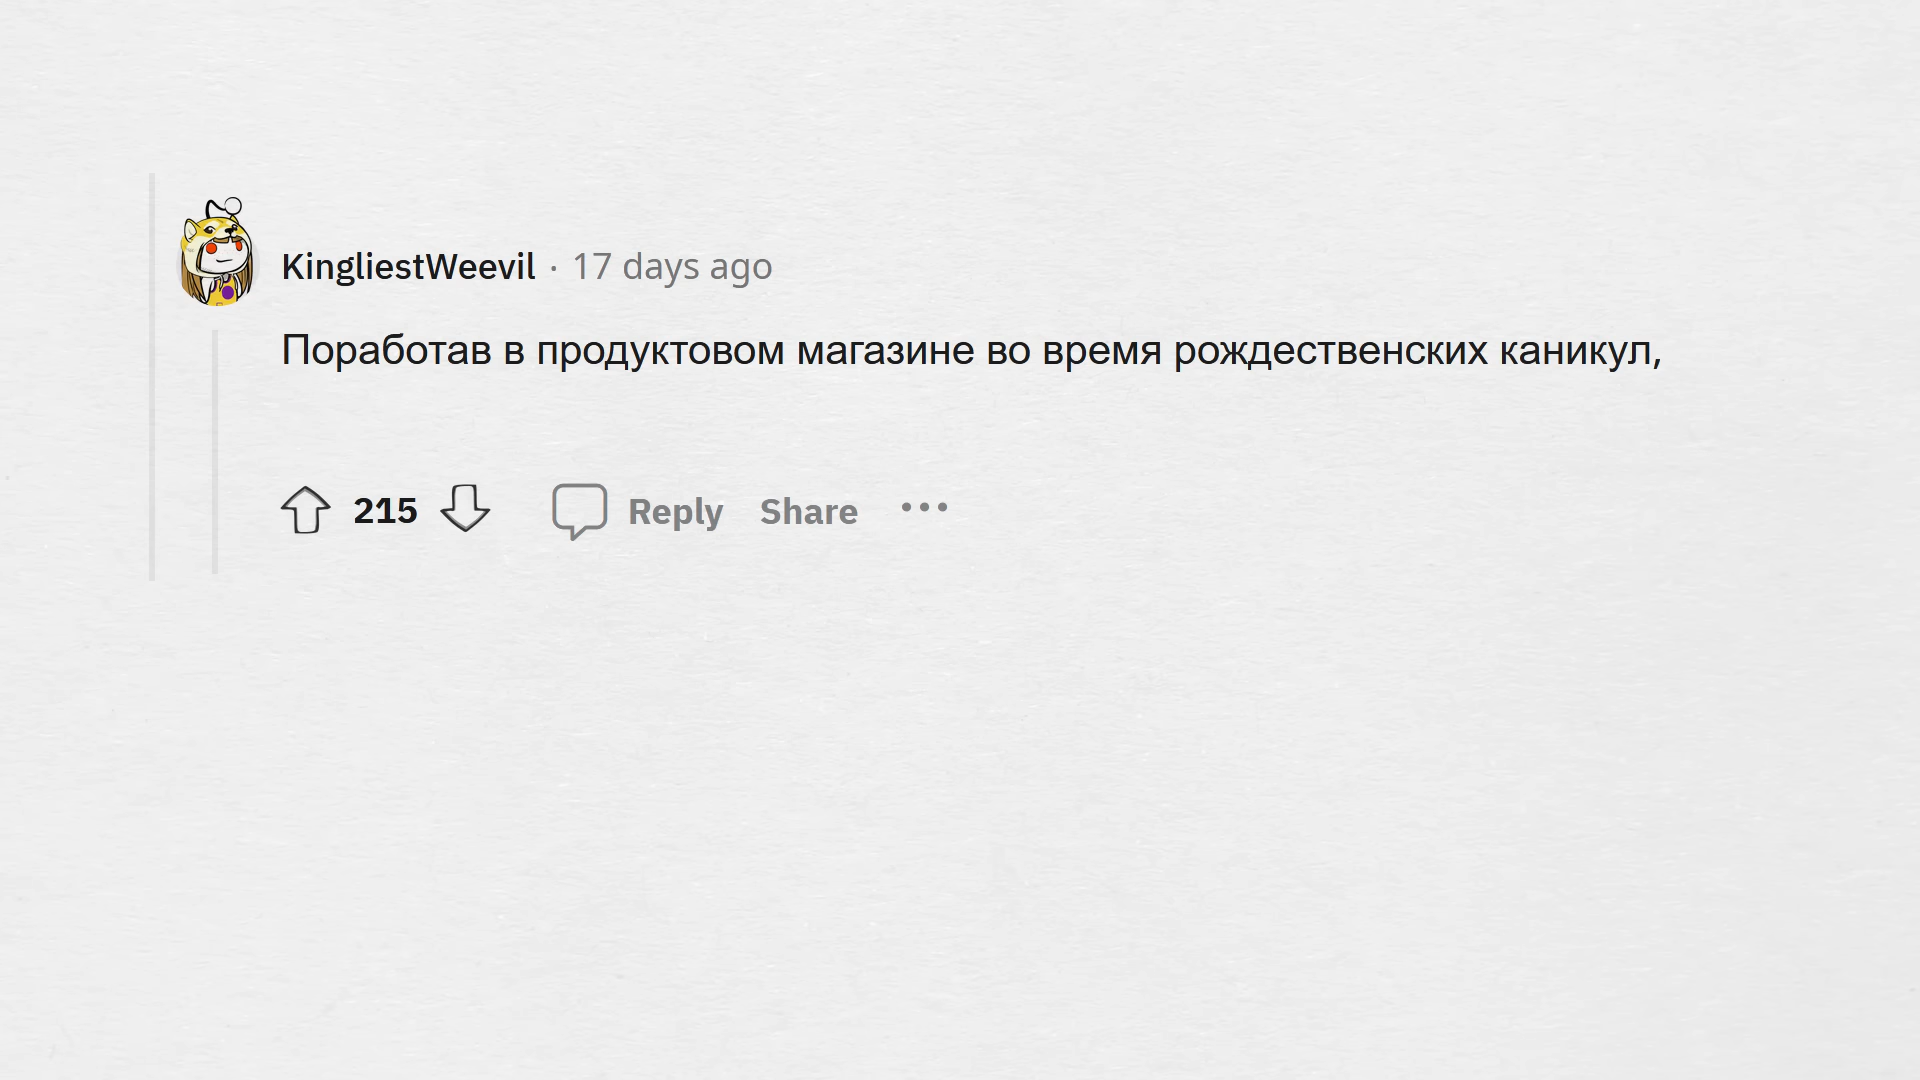 KingliestWeevil · 17 days ago
Поработав в продуктовом магазине во время рождественских каникул,
215 Reply Share